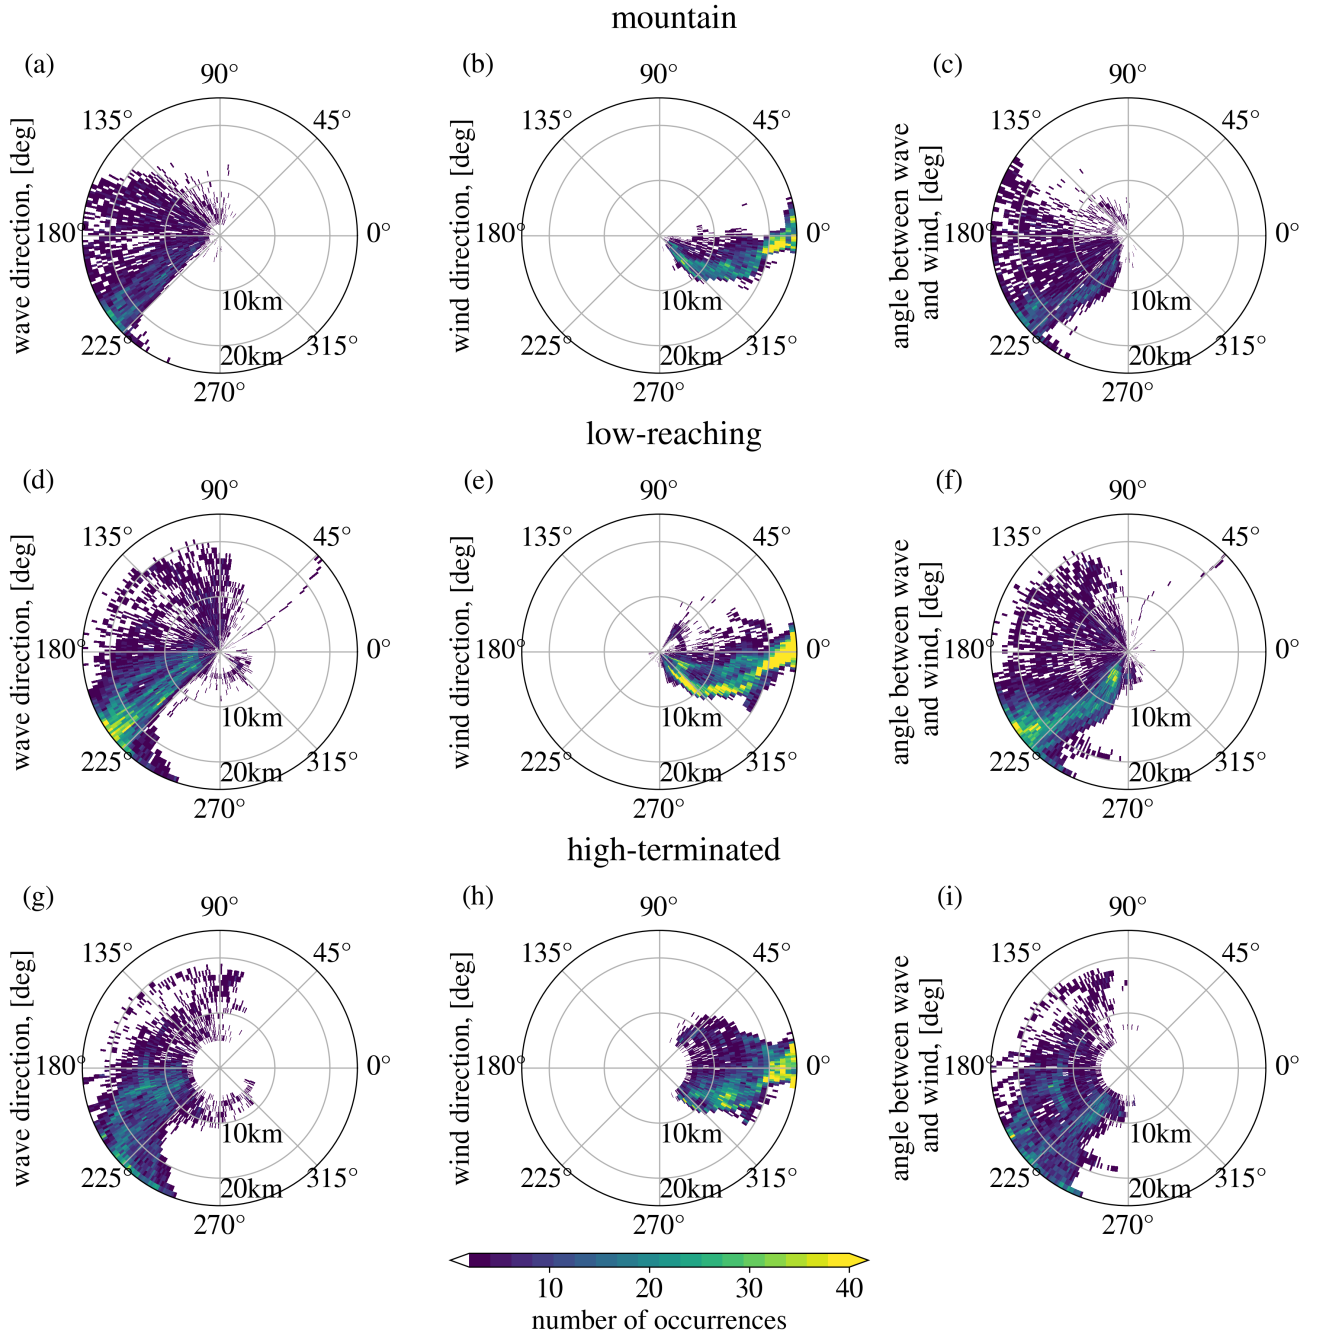 mountain
(a)
(b)
(c)
90°
90°
90°
135°
45°
135°
45°
135°
45°
wave direction, [deg]
wind direction, [deg]
angle between wave
and wind, [deg]
180°
0°
180°
0°
180°
0°
10km
10km
10km
225°
20km
315°
225°
20km
315°
225°
20km
315°
270°
270°
270°
low-reaching
(d)
(e)
(f)
90°
90°
90°
135°
45°
135°
45°
135°
45°
wave direction, [deg]
wind direction, [deg]
angle between wave
and wind, [deg]
180°
0°
180°
0°
180°
0°
10km
10km
10km
225°
20km
315°
225°
20km
315°
225°
20km
315°
270°
270°
270°
high-terminated
(g)
(h)
(i)
90°
90°
90°
135°
45°
135°
45°
135°
45°
wave direction, [deg]
wind direction, [deg]
angle between wave
and wind, [deg]
180°
0°
180°
0°
180°
0°
10km
10km
10km
225°
20km
315°
225°
20km
315°
225°
20km
315°
270°
270°
270°
10
20
30
40
number of occurrences